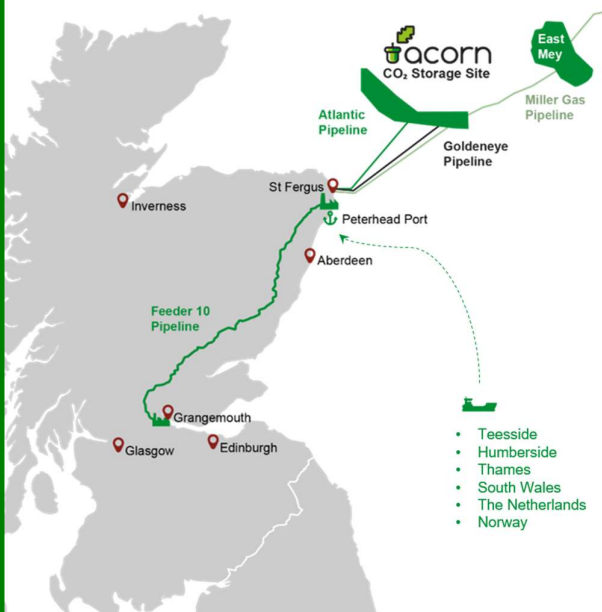 acorn
CO₂ Storage Site
East
Mey
Miller Gas
Pipeline
Atlantic
Pipeline
Goldeneye
Pipeline
St Fergus
Inverness
Peterhead Port
Aberdeen
Feeder 10
Pipeline
Grangemouth
Glasgow
Edinburgh
• Teesside
• Humberside
• Thames
• South Wales
• The Netherlands
• Norway